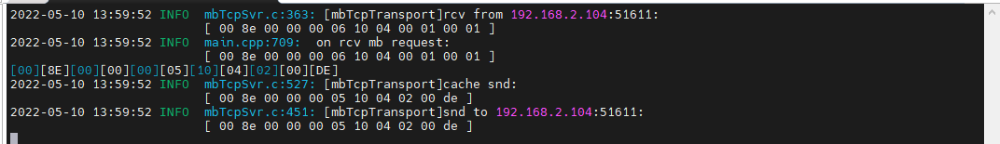 2022-05-10 13:59:52 INFO  mbTcpSvr.c:363: [mbTcpTransport]rcv from 192.168.2.104:51611:
[ 00 8e 00 00 00 06 10 04 00 01 00 01 ]
2022-05-10 13:59:52 INFO  main.cpp:709:  on rcv mb request:
[ 00 8e 00 00 00 06 10 04 00 01 00 01 ]
[00][8E][00][00][00][05][10][04][02][00][DE]
2022-05-10 13:59:52 INFO  mbTcpSvr.c:527: [mbTcpTransport]cache snd:
[ 00 8e 00 00 00 05 10 04 02 00 de ]
2022-05-10 13:59:52 INFO  mbTcpSvr.c:451: [mbTcpTransport]snd to 192.168.2.104:51611:
[ 00 8e 00 00 00 05 10 04 02 00 de ]